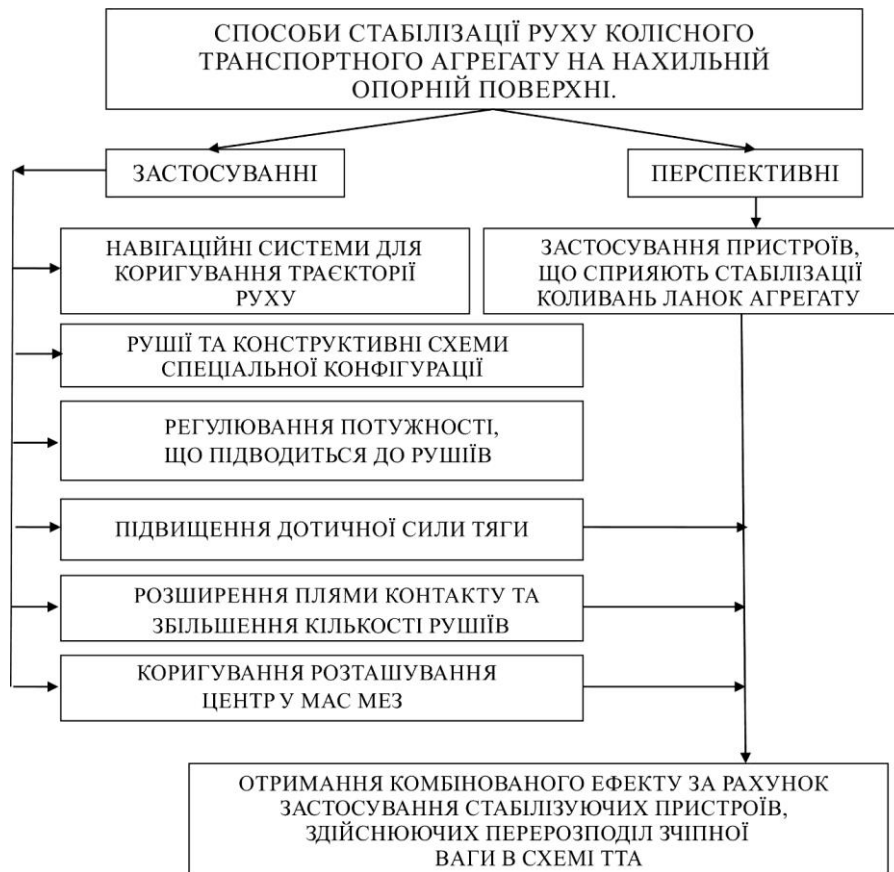 СПОСОБИ СТАБІЛІЗАЦІЇ РУХУ КОЛІСНОГО
ТРАНСПОРТНОГО АГРЕГАТУ НА НАХИЛЬНІЙ
ОПОРНІЙ ПОВЕРХНІ.
ЗАСТОСУВАННІ
ПЕРСПЕКТИВНІ
НАВІГАЦІЙНІ СИСТЕМИ ДЛЯ
КОРИГУВАННЯ ТРАЄКТОРІЇ
РУХУ
ЗАСТОСУВАННЯ ПРИСТРОЇВ,
ЩО СПРИЯЮТЬ СТАБІЛІЗАЦІЇ
КОЛИВАНЬ ЛАНОК АГРЕГАТУ
РУШІЇ ТА КОНСТРУКТИВНІ СХЕМИ
СПЕЦІАЛЬНОЇ КОНФІГУРАЦІЇ
РЕГУЛЮВАННЯ ПОТУЖНОСТІ,
ЩО ПІДВОДИТЬСЯ ДО РУШІЇВ
ПІДВИЩЕННЯ ДОТИЧНОЇ СИЛИ ТЯГИ
РОЗШИРЕННЯ ПЛЯМИ КОНТАКТУ ТА
ЗБІЛЬШЕННЯ КІЛЬКОСТІ РУШІЇВ
КОРИГУВАННЯ РОЗТАШУВАННЯ
ЦЕНТР У МАС МЕЗ
ОТРИМАННЯ КОМБІНОВАНОГО ЕФЕКТУ ЗА РАХУНОК
ЗАСТОСУВАННЯ СТАБІЛІЗУЮЧИХ ПРИСТРОЇВ,
ЗДІЙСНЮЮЧИХ ПЕРЕРОЗПОДІЛ ЗЧІПНОЇ
ВАГИ В СХЕМІ ТТА